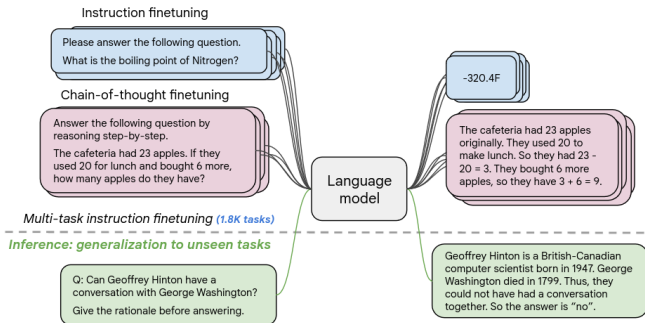 Instruction finetuning
Please answer the following question.
What is the boiling point of Nitrogen?
-320.4F
Chain-of-thought finetuning
Answer the following question by
reasoning step-by-step.
The cafeteria had 23 apples. If they
used 20 for lunch and bought 6 more,
how many apples do they have?
Language
model
The cafeteria had 23 apples
originally. They used 20 to
make lunch. So they had 23 -
20 = 3. They bought 6 more
apples, so they have 3 + 6 = 9.
Multi-task instruction finetuning (1.8K tasks)
Inference: generalization to unseen tasks
Q: Can Geoffrey Hinton have a
conversation with George Washington?
Give the rationale before answering.
Geoffrey Hinton is a British-Canadian
computer scientist born in 1947. George
Washington died in 1799. Thus, they
could not have had a conversation
together. So the answer is “no”.